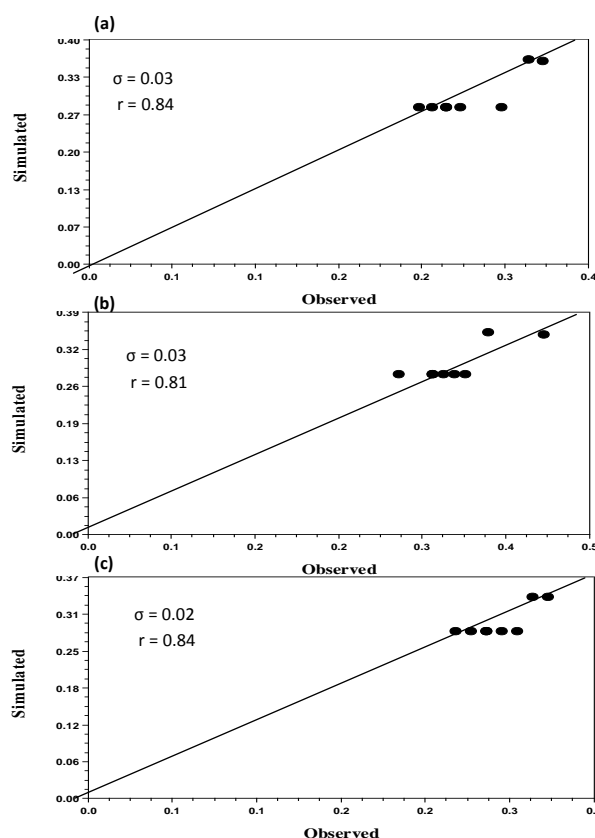 (a)
0.40
σ = 0.03
0.33
r = 0.84
0.27
Simulated
0.20
0.13
0.07
0.00
0.0 0.1 0.1 0.2 0.2 0.3 0.4
Observed
(b)
0.39
σ = 0.03
0.32
r = 0.81
0.26
Simulated
0.19
0.13
0.06
0.00
0.0 0.1 0.2 0.2 0.3 0.4 0.5
Observed
(c)
0.37
σ = 0.02
0.31
r = 0.84
0.25
Simulated
0.18
0.12
0.06
0.00
0.0 0.1 0.1 0.2 0.2 0.3
Observed